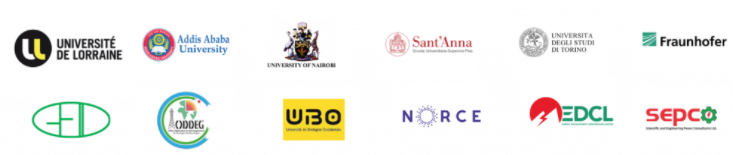 UNIVERSITÉ
DE LORRAINE
Addis Ababa
University
UNIVERSITY OF NAIROBI
Sant'Anna
Scuola Universitaria Superiore Pisa
UNIVERSITÀ
DEGLI STUDI
DI TORINO
Fraunhofer
ODDEG
UBO
Université de Bretagne Occidentale
NORCE
EDCL
SEPCO
Scientific and Engineering Power Consultants Ltd.